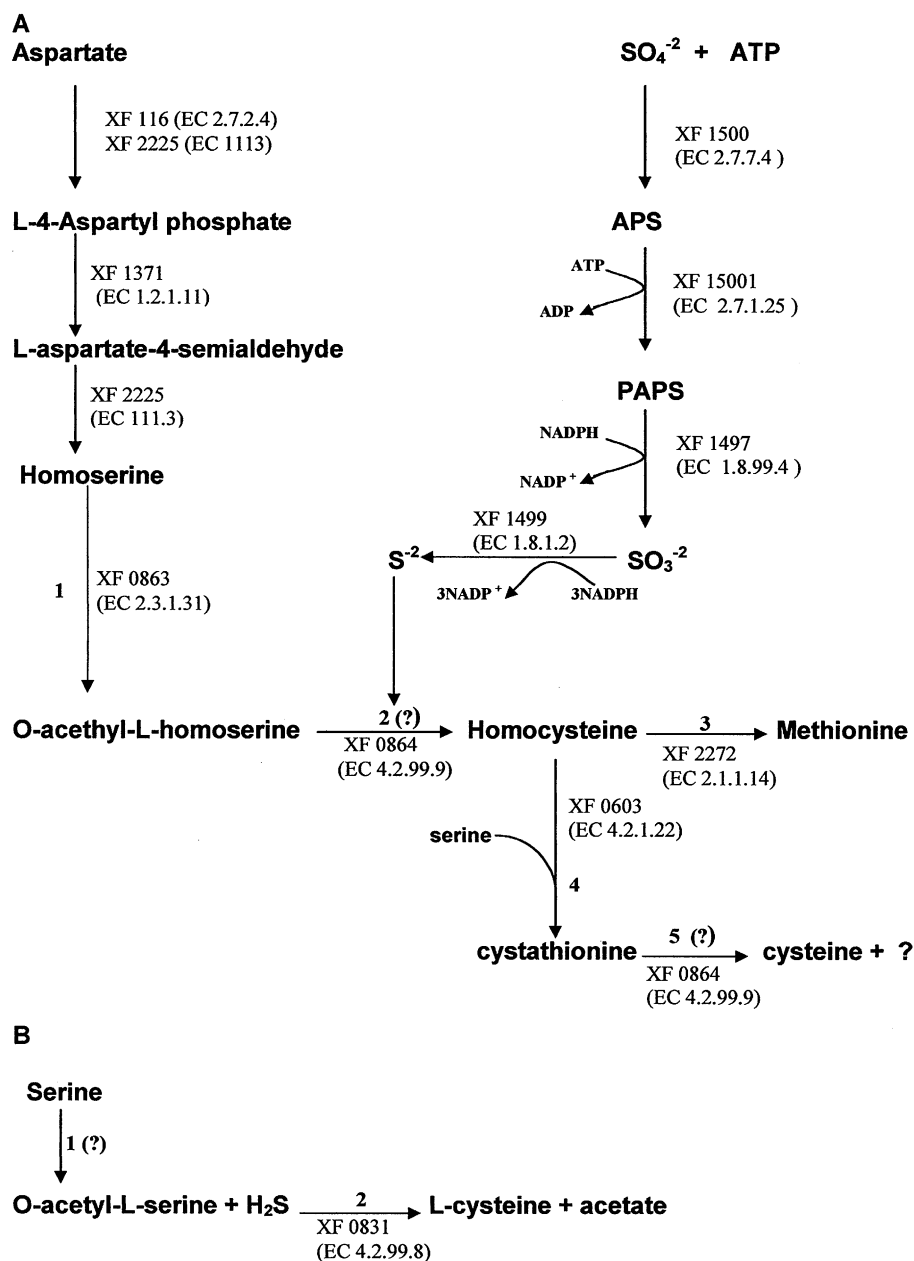 A
Aspartate
SO₄⁻² + ATP
XF 116 (EC 2.7.2.4)
XF 2225 (EC 1113)
XF 1500
(EC 2.7.7.4 )
L-4-Aspartyl phosphate
APS
XF 1371
(EC 1.2.1.11)
ATP
ADP
XF 15001
(EC 2.7.1.25 )
L-aspartate-4-semialdehyde
XF 2225
(EC 111.3)
PAPS
NADPH
NADP⁺
XF 1497
(EC 1.8.99.4 )
Homoserine
XF 1499
(EC 1.8.1.2)
S⁻²
SO₃⁻²
3NADP⁺
3NADPH
1
XF 0863
(EC 2.3.1.31)
O-acethyl-L-homoserine
2 (?)
XF 0864
(EC 4.2.99.9)
Homocysteine
3
XF 2272
(EC 2.1.1.14)
Methionine
XF 0603
(EC 4.2.1.22)
serine
4
cystathionine
5 (?)
XF 0864
(EC 4.2.99.9)
cysteine + ?
B
Serine
1 (?)
O-acetyl-L-serine + H₂S
2
XF 0831
(EC 4.2.99.8)
L-cysteine + acetate